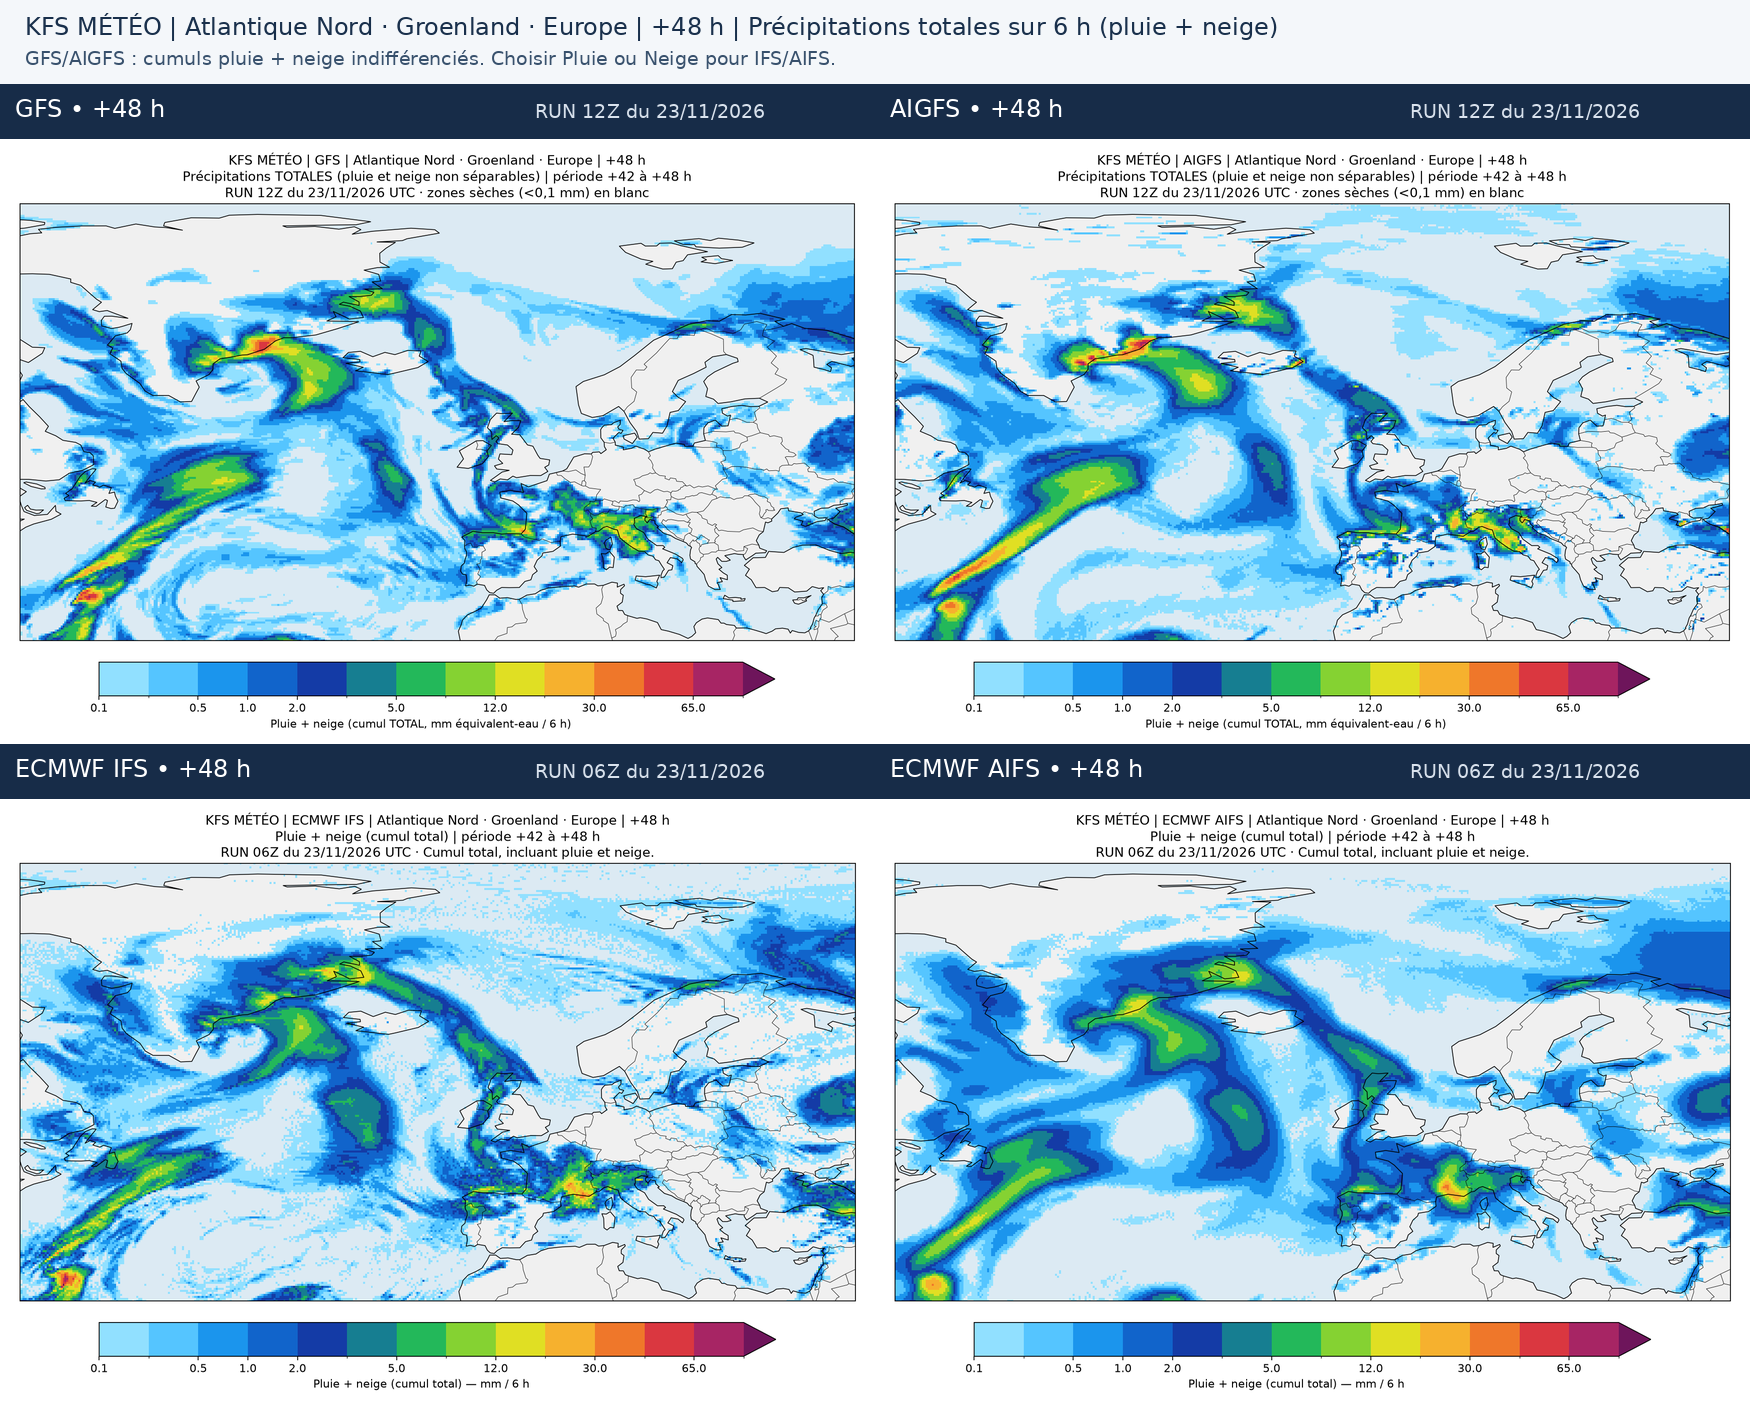 KFS MÉTÉO | Atlantique Nord · Groenland · Europe | +48 h | Précipitations totales sur 6 h (pluie + neige)
GFS/AIGFS : cumuls pluie + neige indifférenciés. Choisir Pluie ou Neige pour IFS/AIFS.
GFS • +48 h RUN 12Z du 23/11/2026
KFS MÉTÉO | GFS | Atlantique Nord · Groenland · Europe | +48 h
Précipitations TOTALES (pluie et neige non séparables) | période +42 à +48 h
RUN 12Z du 23/11/2026 UTC · zones sèches (<0,1 mm) en blanc
0.1 0.5 1.0 2.0 5.0 12.0 30.0 65.0
Pluie + neige (cumul TOTAL, mm équivalent-eau / 6 h)
AIGFS • +48 h RUN 12Z du 23/11/2026
KFS MÉTÉO | AIGFS | Atlantique Nord · Groenland · Europe | +48 h
Précipitations TOTALES (pluie et neige non séparables) | période +42 à +48 h
RUN 12Z du 23/11/2026 UTC · zones sèches (<0,1 mm) en blanc
0.1 0.5 1.0 2.0 5.0 12.0 30.0 65.0
Pluie + neige (cumul TOTAL, mm équivalent-eau / 6 h)
ECMWF IFS • +48 h RUN 06Z du 23/11/2026
KFS MÉTÉO | ECMWF IFS | Atlantique Nord · Groenland · Europe | +48 h
Pluie + neige (cumul total) | période +42 à +48 h
RUN 06Z du 23/11/2026 UTC · Cumul total, incluant pluie et neige.
0.1 0.5 1.0 2.0 5.0 12.0 30.0 65.0
Pluie + neige (cumul total) — mm / 6 h
ECMWF AIFS • +48 h RUN 06Z du 23/11/2026
KFS MÉTÉO | ECMWF AIFS | Atlantique Nord · Groenland · Europe | +48 h
Pluie + neige (cumul total) | période +42 à +48 h
RUN 06Z du 23/11/2026 UTC · Cumul total, incluant pluie et neige.
0.1 0.5 1.0 2.0 5.0 12.0 30.0 65.0
Pluie + neige (cumul total) — mm / 6 h